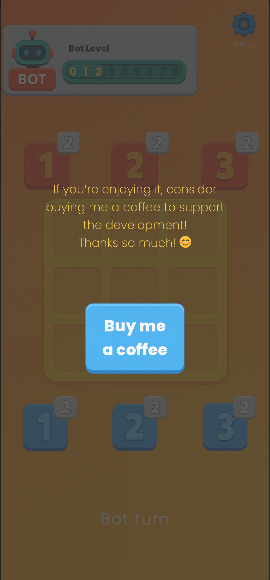 Bot Level
BOT
0 1 2 3 4 5 6 7 8
2 2 2
1 2 3
If you're enjoying it, consider
buying me a coffee to support
the development!
Thanks so much! 😊
Buy me
a coffee
2 2 2
1 2 3
Bot turn